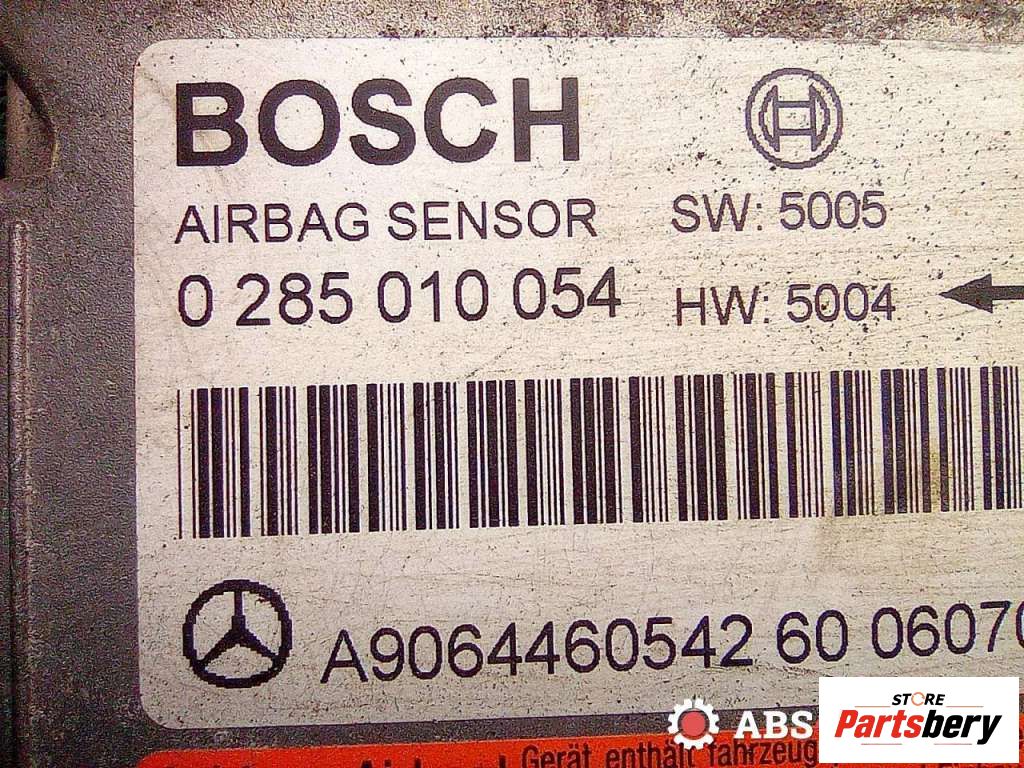 BOSCH
AIRBAG SENSOR SW: 5005
0 285 010 054 HW: 5004
A9064460542 60 0607
ABS
STORE
Partsbery
Gerät enthält fahrzeug